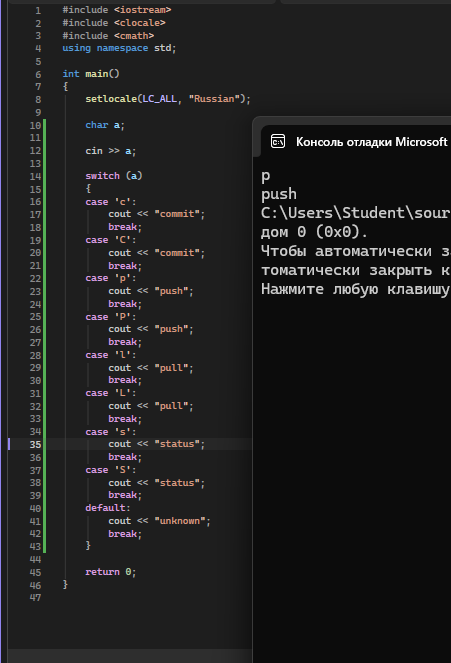 1 #include <iostream>
2 #include <clocale>
3 #include <cmath>
4 using namespace std;
5
6 int main()
7 {
8 setlocale(LC_ALL, "Russian");
9
10 char a;
11
12 cin >> a;
13
14 switch (a)
15 {
16 case 'c':
17 cout << "commit";
18 break;
19 case 'C':
20 cout << "commit";
21 break;
22 case 'p':
23 cout << "push";
24 break;
25 case 'P':
26 cout << "push";
27 break;
28 case 'l':
29 cout << "pull";
30 break;
31 case 'L':
32 cout << "pull";
33 break;
34 case 's':
35 cout << "status";
36 break;
37 case 'S':
38 cout << "status";
39 break;
40 default:
41 cout << "unknown";
42 break;
43 }
44
45 return 0;
46 }
47
Консоль отладки Microsoft
p
push
C:\Users\Student\sour
дом 0 (0x0).
Чтобы автоматически з
томатически закрыть к
Нажмите любую клавишу